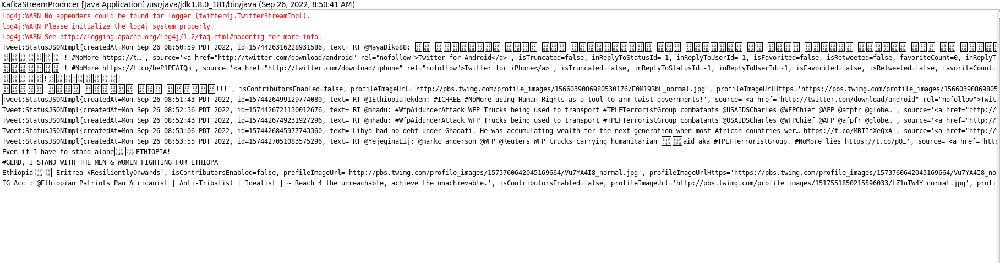 KafkaStreamProducer [Java Application] /usr/java/jdk1.8.0_181/bin/java (Sep 26, 2022, 8:50:41 AM)
log4j:WARN No appenders could be found for logger (twitter4j.TwitterStreamImpl).
log4j:WARN Please initialize the log4j system properly.
log4j:WARN See http://logging.apache.org/log4j/1.2/faq.html#noconfig for more info.
Tweet:StatusJSONImpl{createdAt=Mon Sep 26 08:50:59 PDT 2022, id=1574426316228931586, text='RT @MayaDiko88:
! #NoMore https://t…', source='<a href="http://twitter.com/download/android" rel="nofollow">Twitter for Android</a>', isTruncated=false, inReplyToStatusId=-1, inReplyToUserId=-1, isFavorited=false, isRetweeted=false, favoriteCount=0, inReplyT
! #NoMore https://t.co/heP1PEAIQm', source='<a href="http://twitter.com/download/iphone" rel="nofollow">Twitter for iPhone</a>', isTruncated=false, inReplyToStatusId=-1, inReplyToUserId=-1, isFavorited=false, isRetweeted=false, favoriteCount=
! ! !
!!!', isContributorsEnabled=false, profileImageUrl='http://pbs.twimg.com/profile_images/1566039086980530176/E0M19RbL_normal.jpg', profileImageUrlHttps='https://pbs.twimg.com/profile_images/15660390869805
Tweet:StatusJSONImpl{createdAt=Mon Sep 26 08:51:43 PDT 2022, id=1574426499129774080, text='RT @1EthiopiaTekdem: #ICHREE #NoMore using Human Rights as a tool to arm-twist governments!', source='<a href="http://twitter.com/download/android" rel="nofollow">Twit
Tweet:StatusJSONImpl{createdAt=Mon Sep 26 08:52:36 PDT 2022, id=1574426721130012676, text='RT @mhadu: #WfpAidunderAttack WFP Trucks being used to transport #TPLFTerroristGroup combatants @USAIDSCharles @WFPChief @AFP @afpfr @globe…', source='<a href="http:/
Tweet:StatusJSONImpl{createdAt=Mon Sep 26 08:52:43 PDT 2022, id=1574426749231927296, text='RT @mhadu: #WfpAidunderAttack WFP Trucks being used to transport #TPLFTerroristGroup combatants @USAIDSCharles @WFPChief @AFP @afpfr @globe…', source='<a href="http:/
Tweet:StatusJSONImpl{createdAt=Mon Sep 26 08:53:06 PDT 2022, id=1574426845977743360, text='Libya had no debt under Ghadafi. He was accumulating wealth for the next generation when most African countries wer… https://t.co/MRIIfXeQxA', source='<a href="http:/
Tweet:StatusJSONImpl{createdAt=Mon Sep 26 08:53:55 PDT 2022, id=1574427051083575296, text='RT @YejeginaLij: @markc_anderson @WFP @Reuters WFP trucks carrying humanitarian aid aka #TPLFTerroristGroup. #NoMore lies https://t.co/pQ…', source='<a href="http
Even if I have to stand alone ETHIOPIA!
#GERD, I STAND WITH THE MEN & WOMEN FIGHTING FOR ETHIOPA
Ethiopia Eritrea #ResilientlyOnwards', isContributorsEnabled=false, profileImageUrl='http://pbs.twimg.com/profile_images/1573760642045169664/Vu7YA4I8_normal.jpg', profileImageUrlHttps='https://pbs.twimg.com/profile_images/1573760642045169664/Vu7YA4I8_no
IG Acc : @Ethiopian_Patriots Pan Africanist | Anti-Tribalist | Idealist | ~ Reach 4 the unreachable, achieve the unachievable.', isContributorsEnabled=false, profileImageUrl='http://pbs.twimg.com/profile_images/1517551850215596033/LZ1nTW4Y_normal.jpg', profi